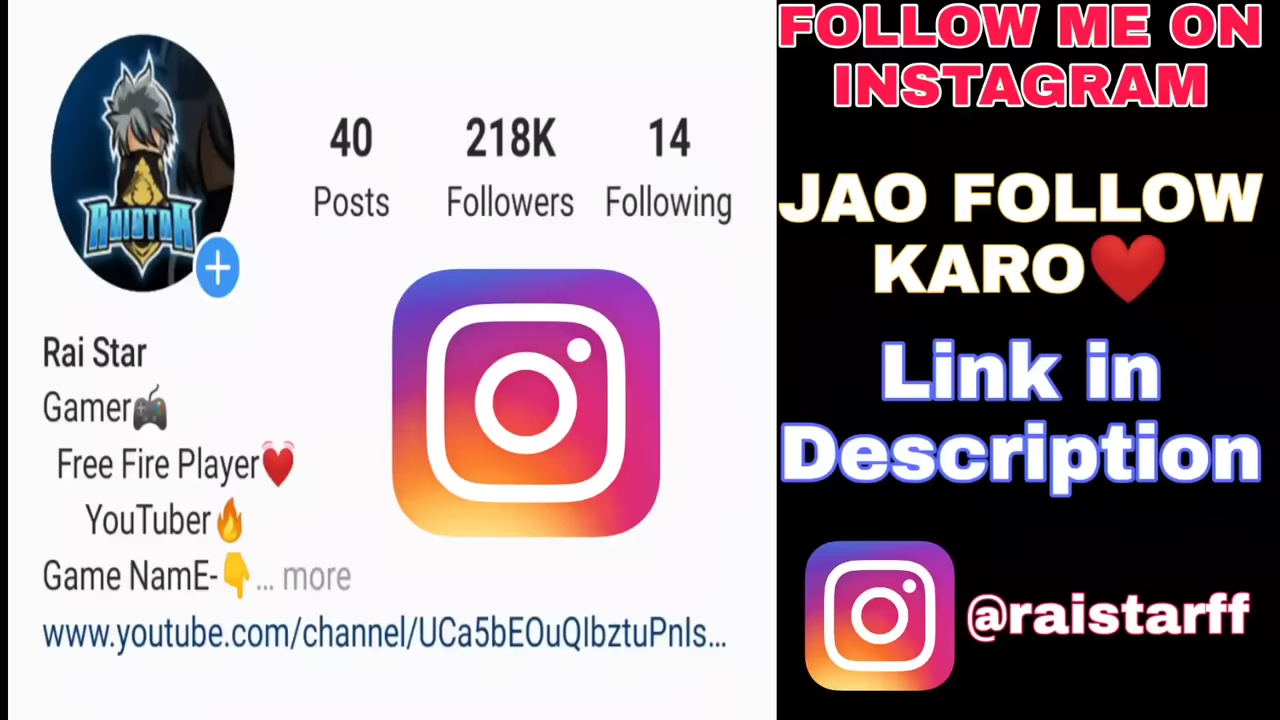 RAISTAR
40 218K 14
Posts Followers Following
Rai Star
Gamer🎮
Free Fire Player💓
YouTuber🔥
Game NamE-👇... more
www.youtube.com/channel/UCa5bEOuQIbztuPnIs...
FOLLOW ME ON
INSTAGRAM
JAO FOLLOW
KARO❤️
Link in
Description
@raistarff